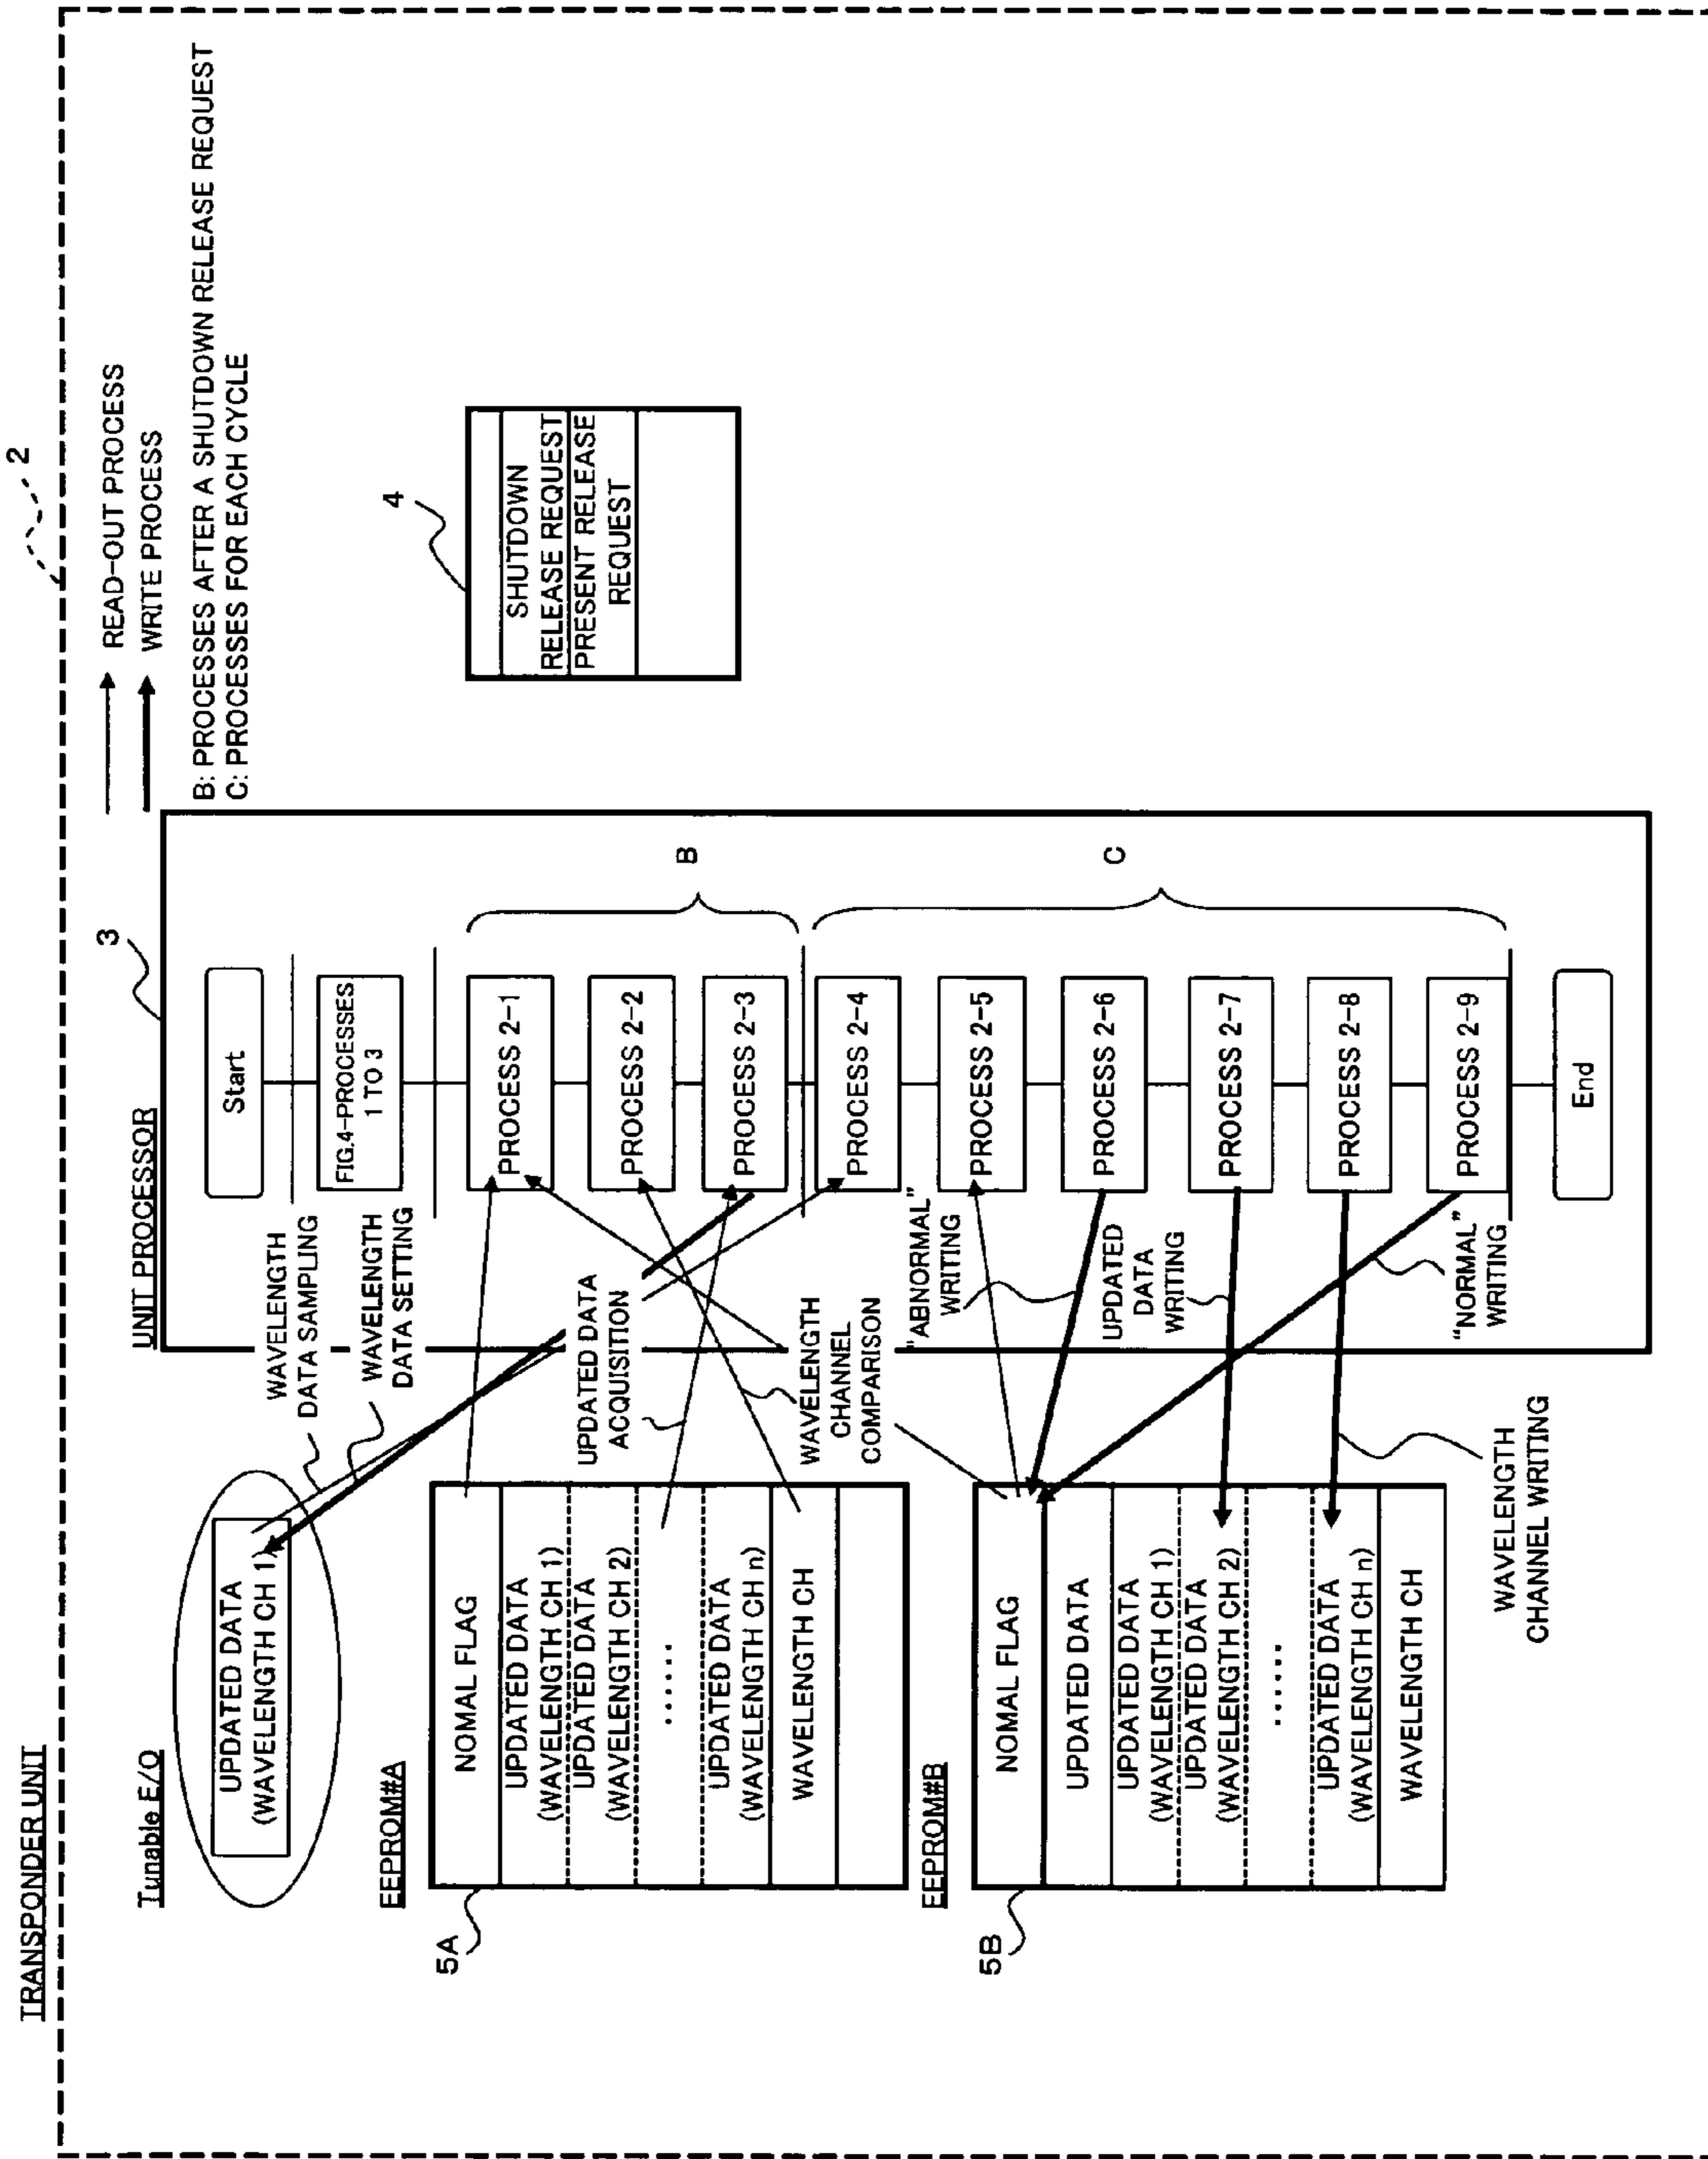 TRANSPONDER UNIT
2
READ-OUT PROCESS
WRITE PROCESS
B: PROCESSES AFTER A SHUTDOWN RELEASE REQUEST
C: PROCESSES FOR EACH CYCLE
Tunable E/O
UPDATED DATA
(WAVELENGTH CH 1)
WAVELENGTH
DATA SAMPLING
WAVELENGTH
DATA SETTING
EEPROM#A
5A
NOMAL FLAG
UPDATED DATA
(WAVELENGTH CH 1)
UPDATED DATA
(WAVELENGTH CH 2)
......
UPDATED DATA
(WAVELENGTH CH n)
WAVELENGTH CH
UPDATED DATA
ACQUISITION
WAVELENGTH
CHANNEL
COMPARISON
EEPROM#B
5B
NOMAL FLAG
UPDATED DATA
UPDATED DATA
(WAVELENGTH CH 1)
UPDATED DATA
(WAVELENGTH CH 2)
......
UPDATED DATA
(WAVELENGTH CH n)
WAVELENGTH CH
"ABNORMAL"
WRITING
UPDATED
DATA
WRITING
"NORMAL"
WRITING
WAVELENGTH
CHANNEL WRITING
UNIT PROCESSOR
3
Start
FIG.4-PROCESSES
1 TO 3
PROCESS 2-1
PROCESS 2-2
PROCESS 2-3
PROCESS 2-4
PROCESS 2-5
PROCESS 2-6
PROCESS 2-7
PROCESS 2-8
PROCESS 2-9
End
B
C
4
SHUTDOWN
RELEASE REQUEST
PRESENT RELEASE
REQUEST